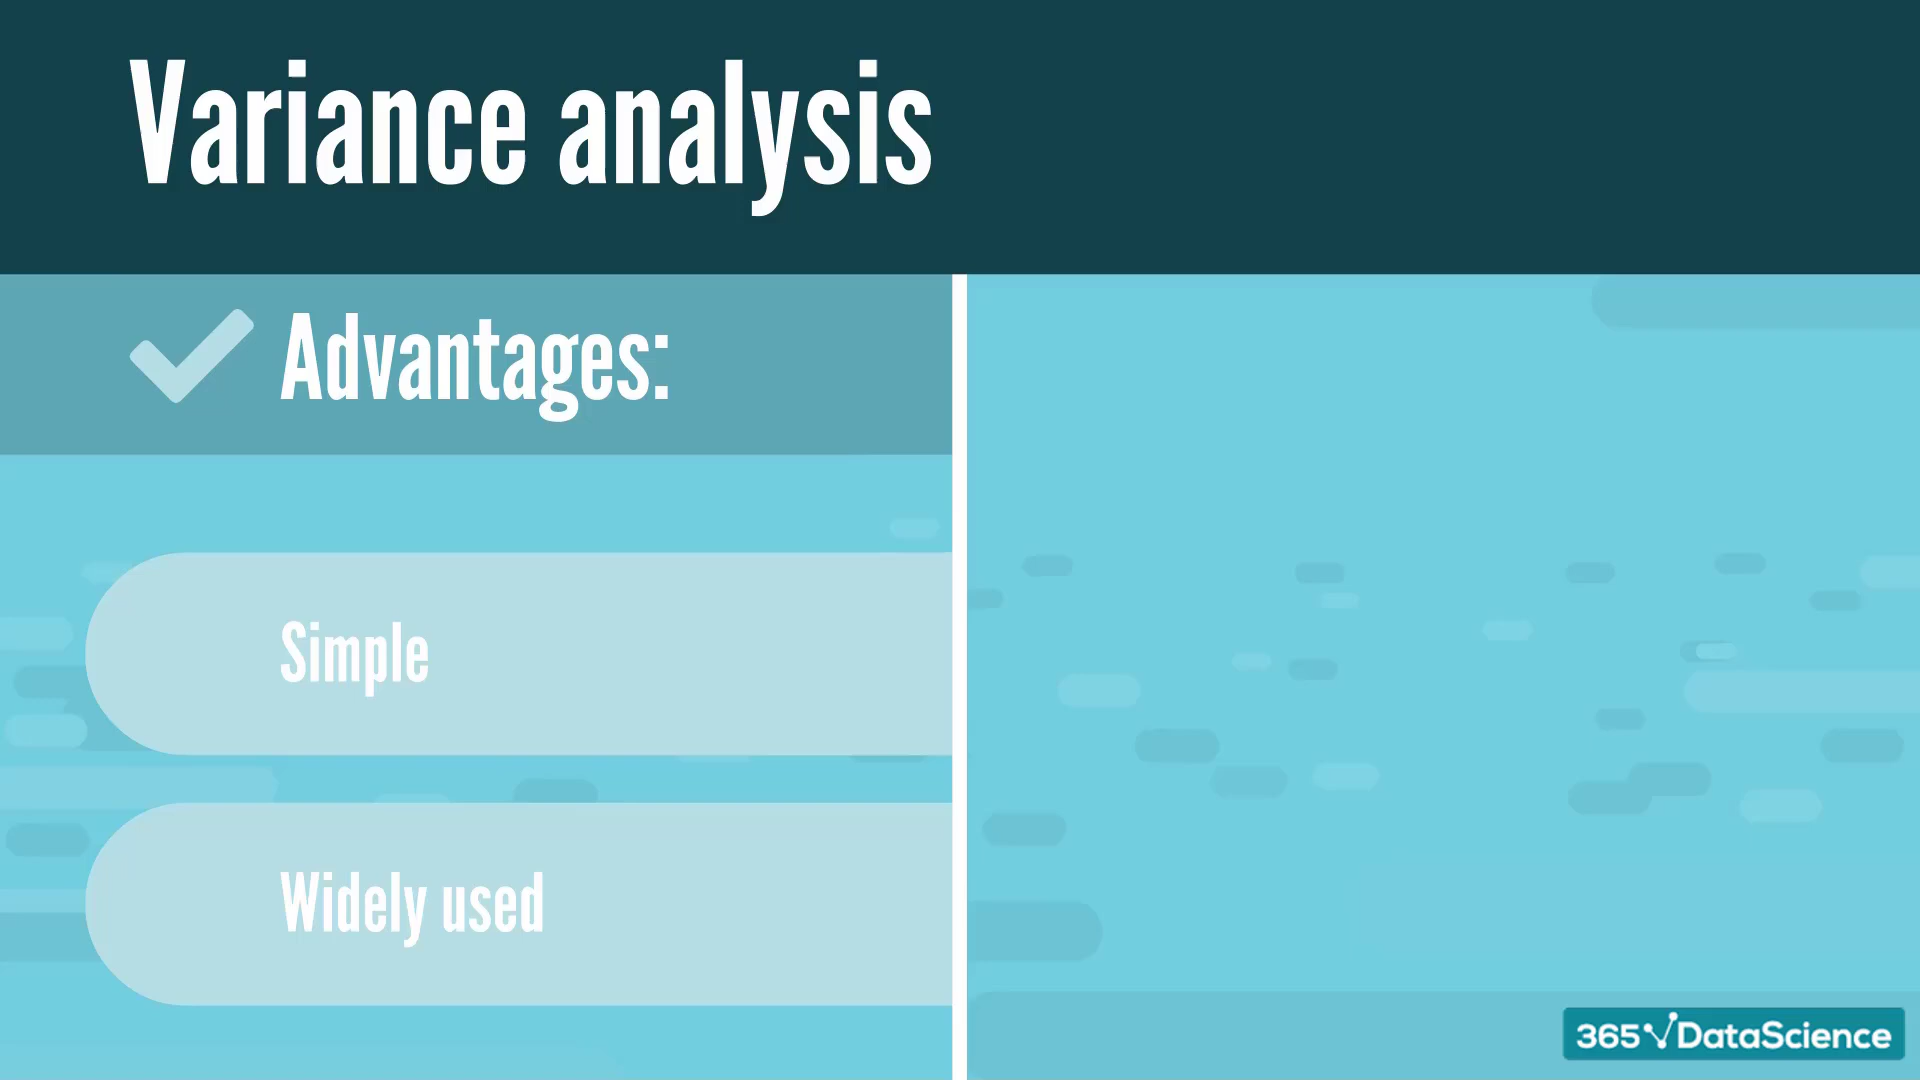 Variance analysis
Advantages:
Simple
Widely used
365 DataScience